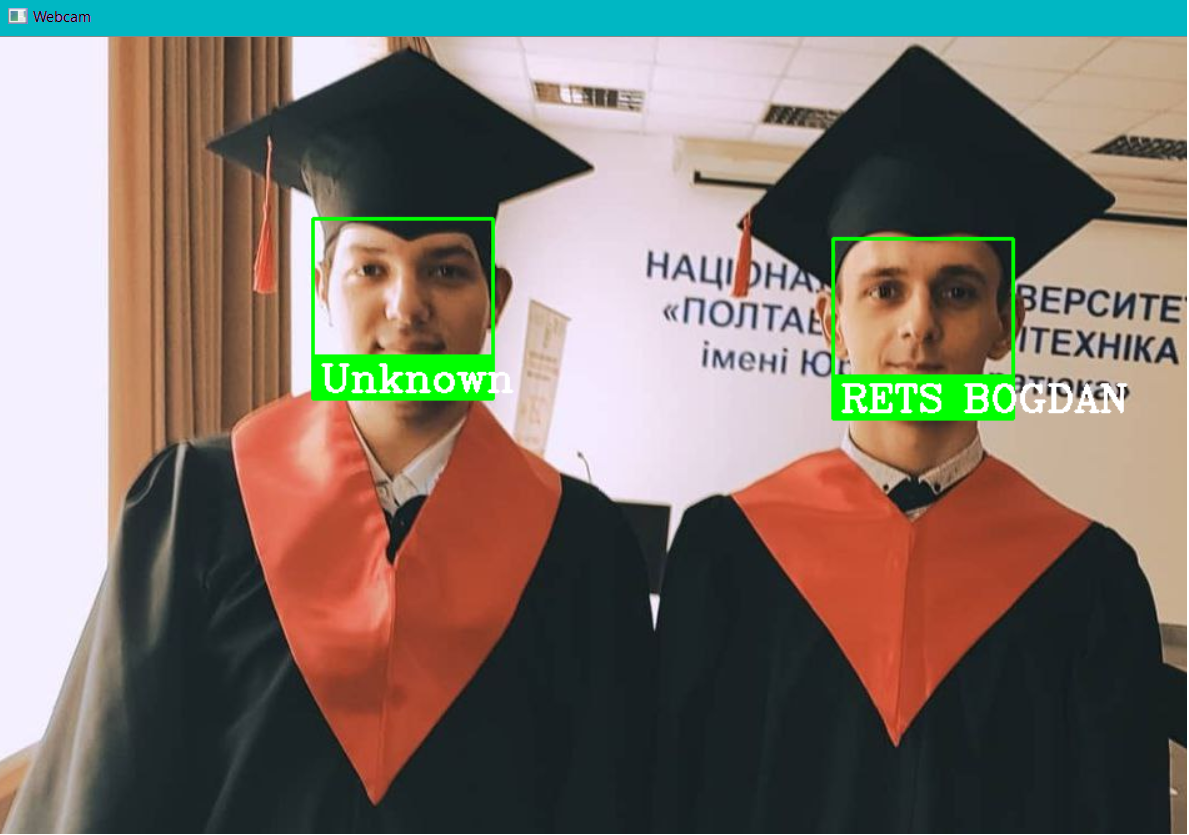 Webcam
НАЦІОНА ВЕРСИТЕТ
«ПОЛТАВ ІТЕХНІКА
імені Ю
Unknown
RETS BOGDAN